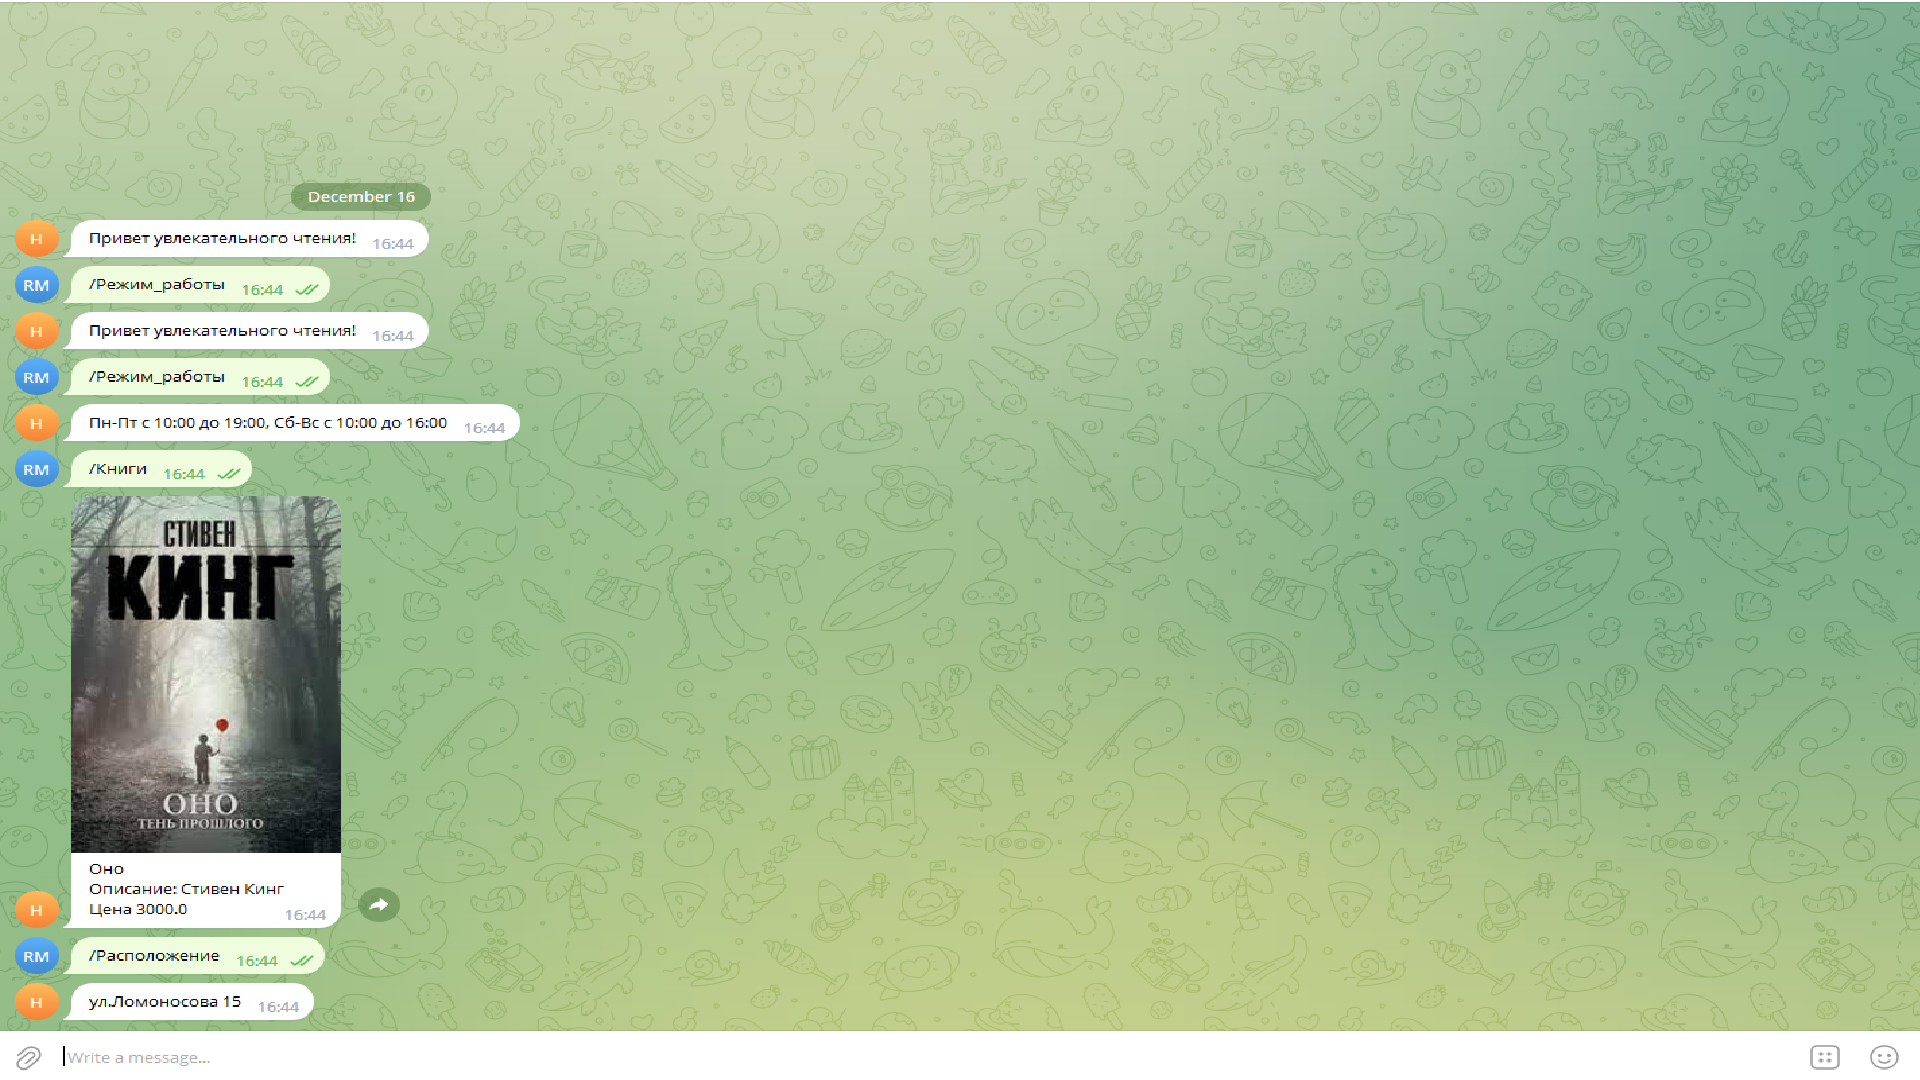 December 16
H
Привет увлекательного чтения! 16:44
RM
/Режим_работы 16:44
H
Привет увлекательного чтения! 16:44
RM
/Режим_работы 16:44
H
Пн-Пт с 10:00 до 19:00, Сб-Вс с 10:00 до 16:00 16:44
RM
/Книги 16:44
СТИВЕН
КИНГ
ОНО
ТЕНЬ ПРОШЛОГО
Оно
Описание: Стивен Кинг
Цена 3000.0 16:44
H
RM
/Расположение 16:44
H
ул.Ломоносова 15 16:44
Write a message...